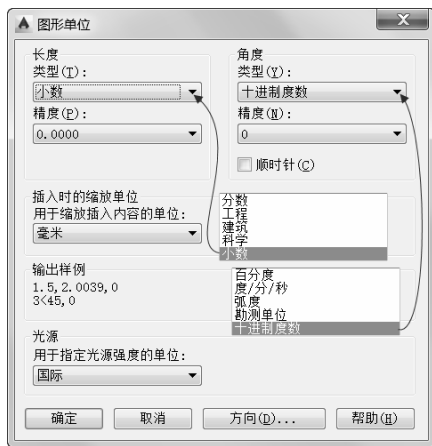 图形单位
长度
类型(T):
小数
精度(P):
0.0000
角度
类型(Y):
十进制度数
精度(N):
0
顺时针(C)
插入时的缩放单位
用于缩放插入内容的单位:
毫米
分数
工程
建筑
科学
小数
输出样例
1.5,2.0039,0
3<45,0
百分度
度/分/秒
弧度
勘测单位
十进制度数
光源
用于指定光源强度的单位:
国际
确定
取消
方向(D)...
帮助(H)